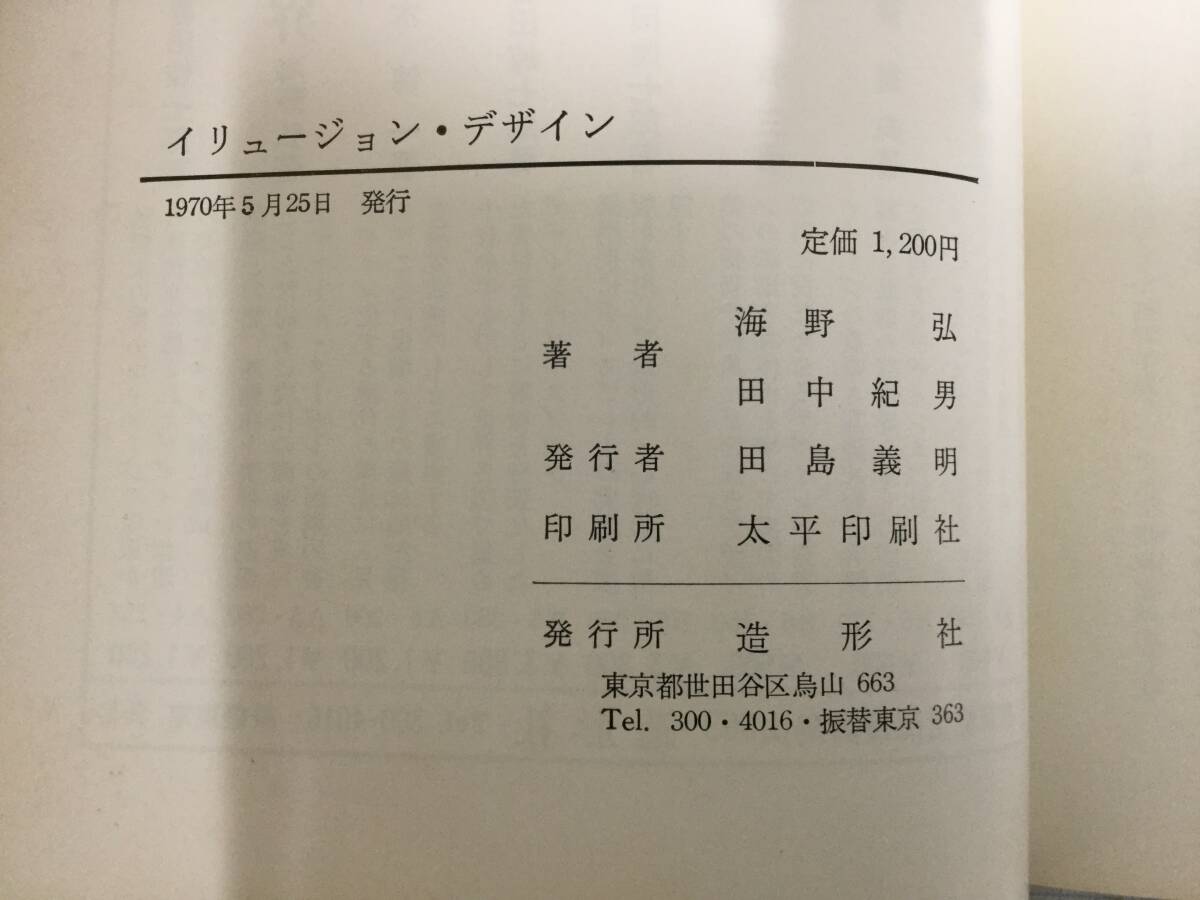 イリュージョン・デザイン
1970年5月25日 発行
定価 1,200円
著者 海野弘
田中紀男
発行者 田島義明
印刷所 太平印刷社
発行所 造形社
東京都世田谷区烏山 663
Tel. 300・4016・振替東京 363